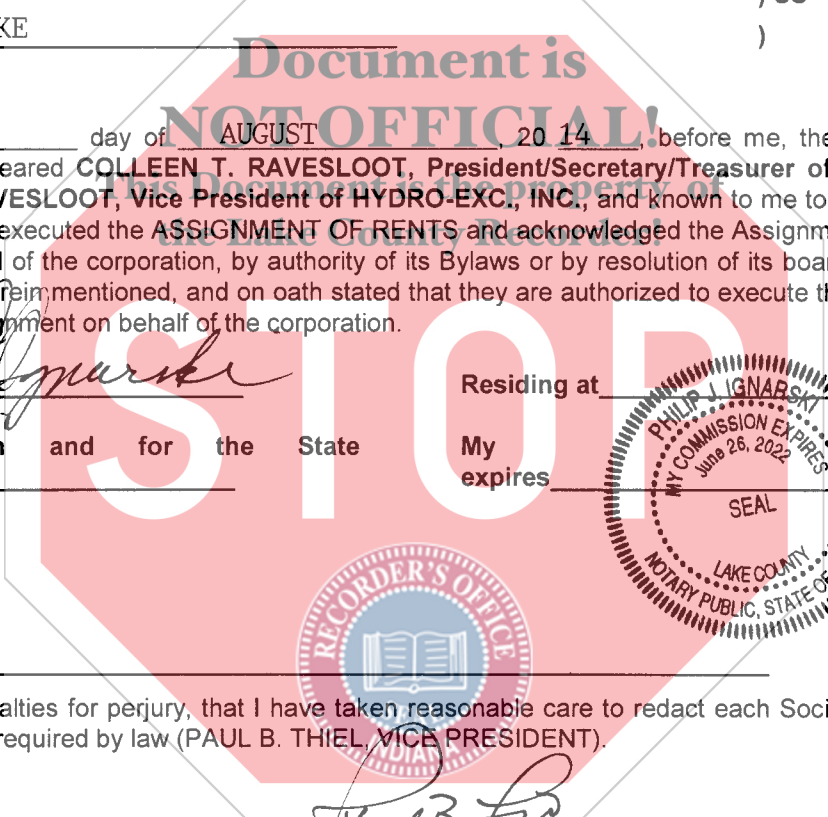 ) SS
KE
)
Document is
NOT OFFICIAL!
This Document is the property of
the Lake County Recorder!
STOP
day of AUGUST, 20 14, before me, the
eared COLLEEN T. RAVESLOOT, President/Secretary/Treasurer of
VESLOOT, Vice President of HYDRO-EXC., INC., and known to me to
executed the ASSIGNMENT OF RENTS and acknowledged the Assignm
l of the corporation, by authority of its Bylaws or by resolution of its boar
rein mentioned, and on oath stated that they are authorized to execute th
nment on behalf of the corporation.
Residing at
n and for the State
My
expires
PHILIP J. IGNARSKI
MY COMMISSION EXPIRES
June 26, 2022
SEAL
LAKE COUNTY
NOTARY PUBLIC, STATE OF
RECORDER'S OFFICE
INDIANA
alties for perjury, that I have taken reasonable care to redact each Soci
required by law (PAUL B. THIEL, VICE PRESIDENT).